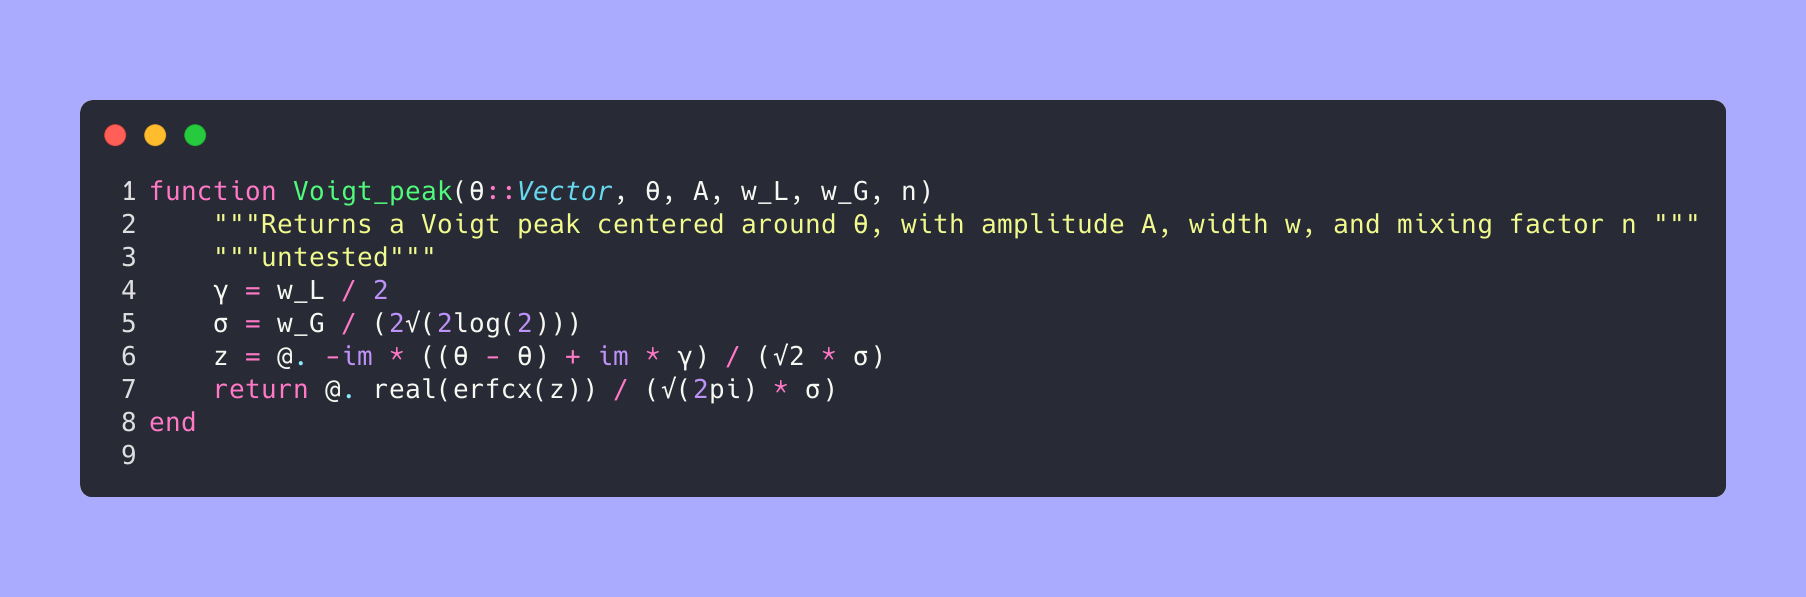 1 function Voigt_peak(θ::Vector, θ, A, w_L, w_G, n)
2     """Returns a Voigt peak centered around θ, with amplitude A, width w, and mixing factor n """
3     """untested"""
4     γ = w_L / 2
5     σ = w_G / (2√(2log(2)))
6     z = @. -im * ((θ - θ) + im * γ) / (√2 * σ)
7     return @. real(erfcx(z)) / (√(2pi) * σ)
8 end
9